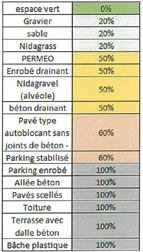 espace vert 0%
Gravier 20%
sable 20%
Nidagrass 20%
PERMEO 50%
Enrobé drainant 50%
Nidagravel
(alvéole) 50%
béton drainant 50%
Pavé type
autoblocant sans
joints de béton - 60%
Parking stabilisé 60%
Parking enrobé 100%
Allée béton 100%
Pavés scellés 100%
Toiture 100%
Terrasse avec
dalle béton 100%
Bâche plastique 100%